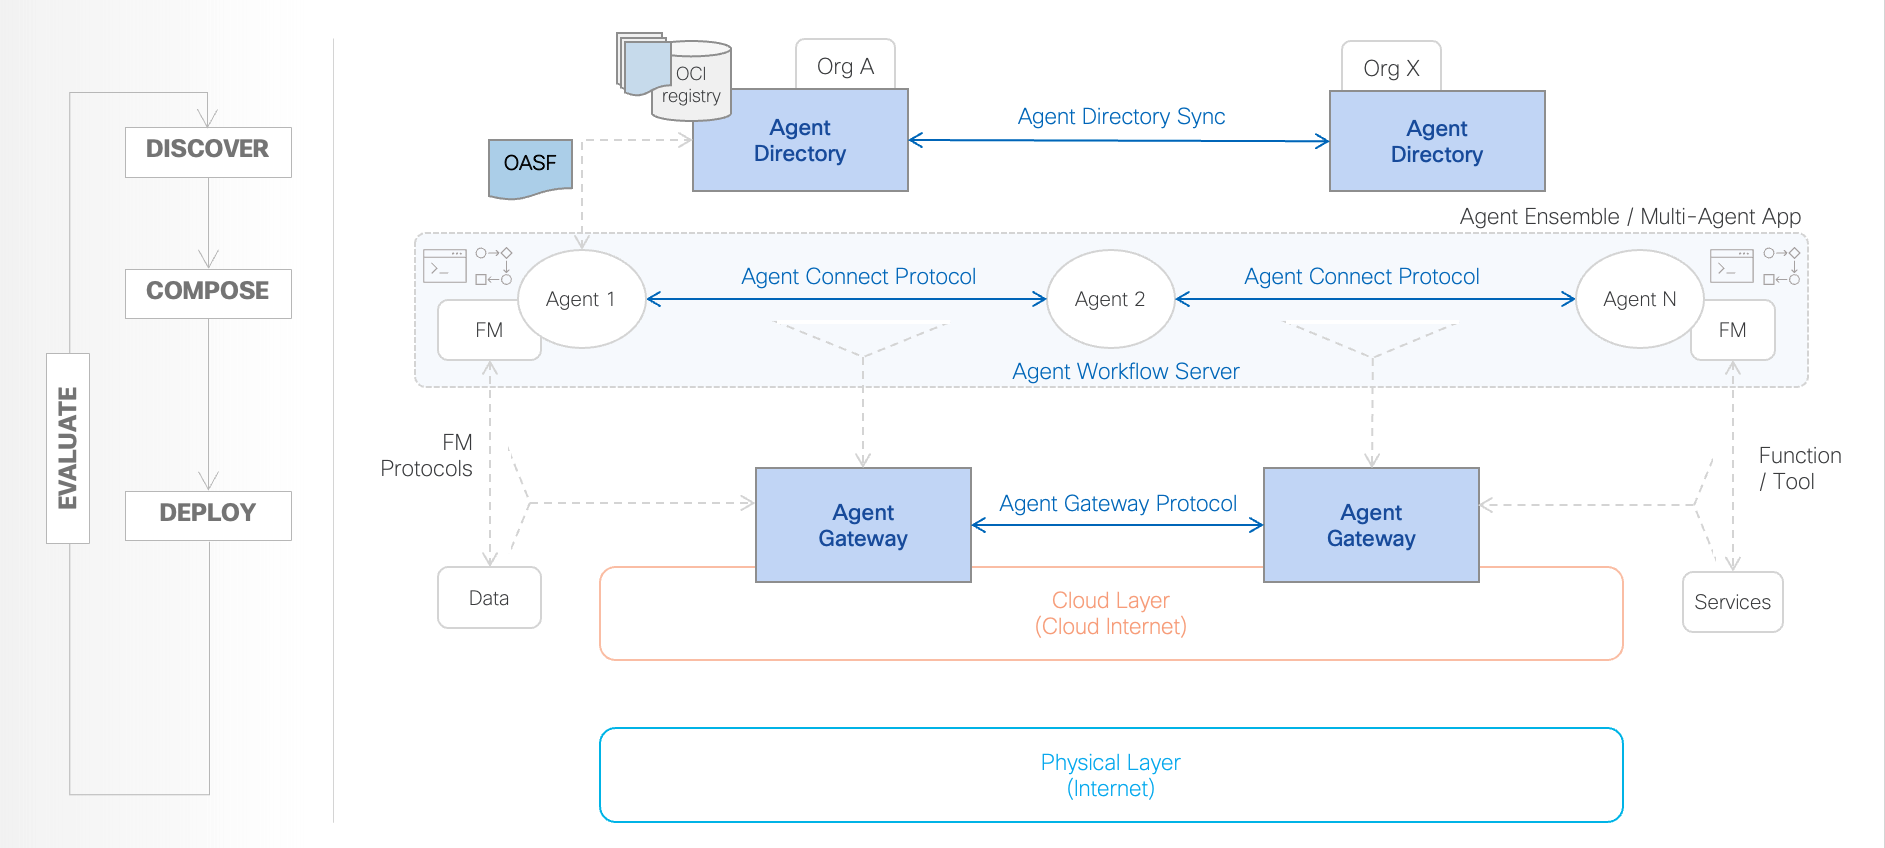 DISCOVER
COMPOSE
EVALUATE
DEPLOY
OCI
registry
Org A
Org X
Agent
Directory
Agent Directory Sync
Agent
Directory
OASF
Agent Ensemble / Multi-Agent App
Agent 1
Agent Connect Protocol
Agent 2
Agent Connect Protocol
Agent N
FM
FM
Agent Workflow Server
FM
Protocols
Function
/ Tool
Agent
Gateway
Agent Gateway Protocol
Agent
Gateway
Data
Services
Cloud Layer
(Cloud Internet)
Physical Layer
(Internet)